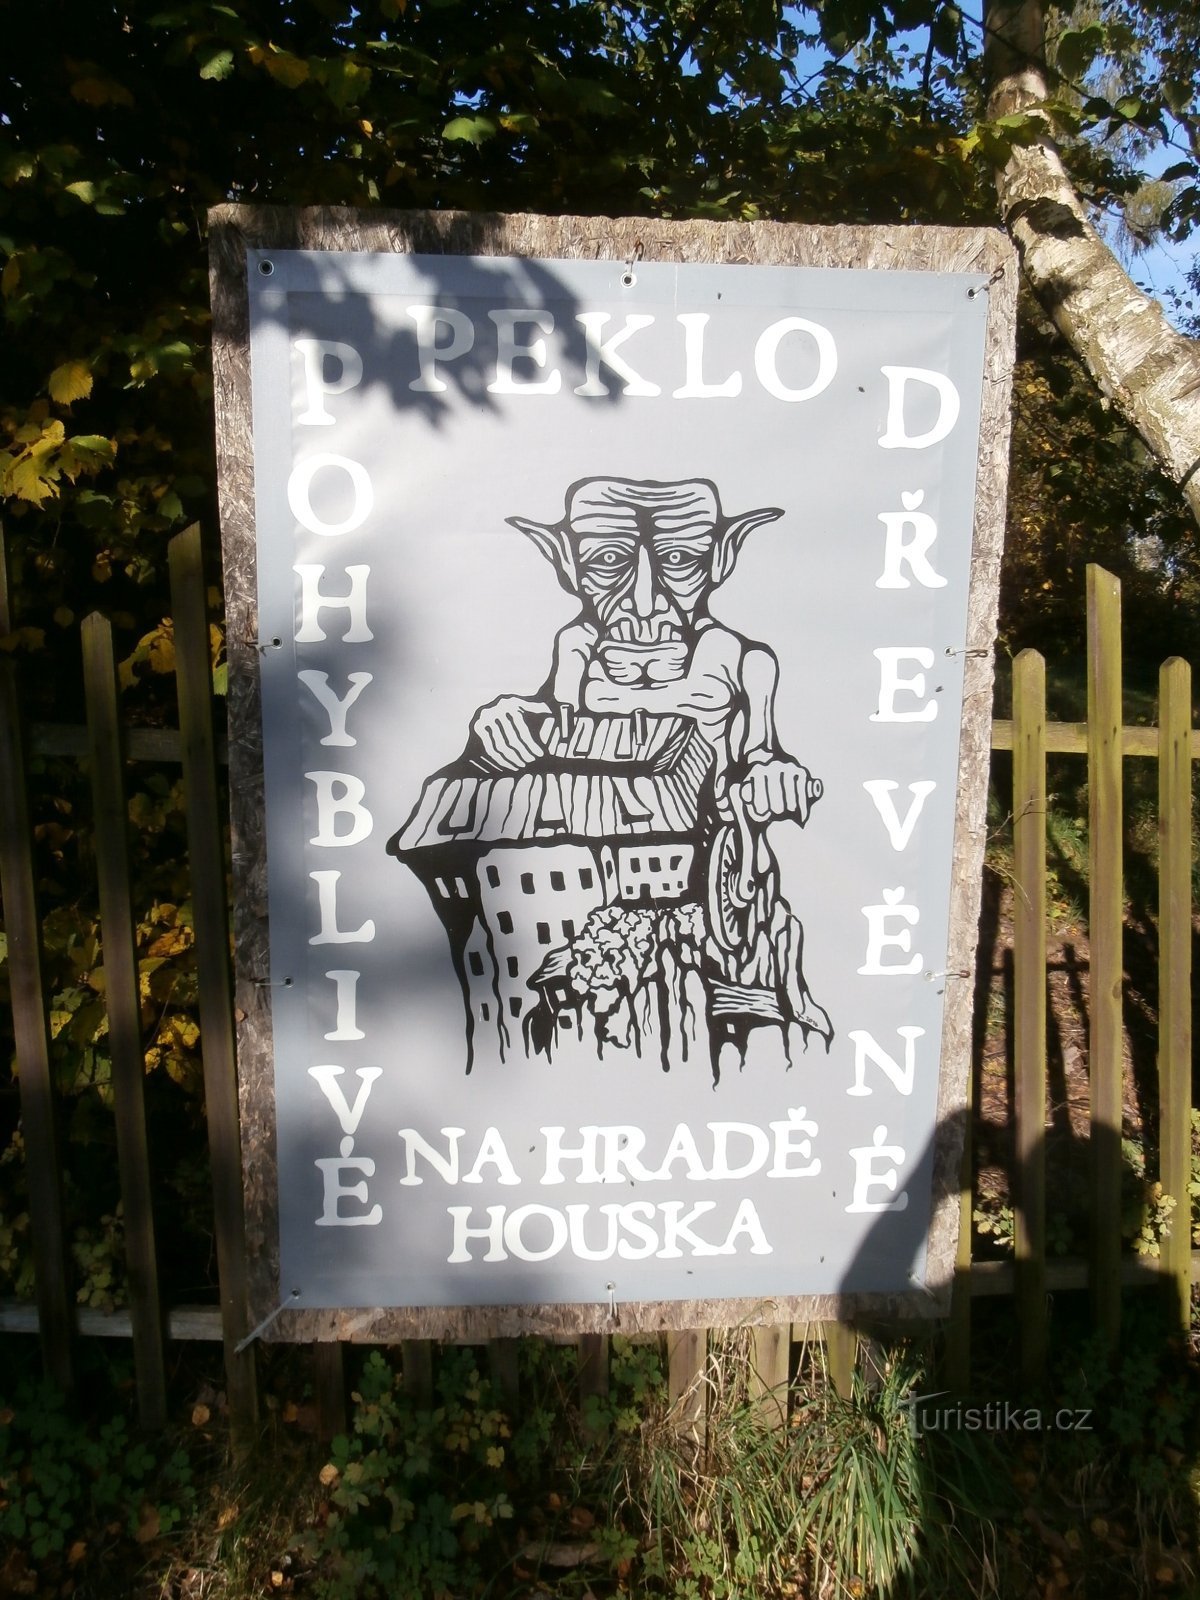 PEKLO
POHYBLIVÉ
DŘEVĚNÉ
NA HRADĚ
HOUSKA
Turistika.cz